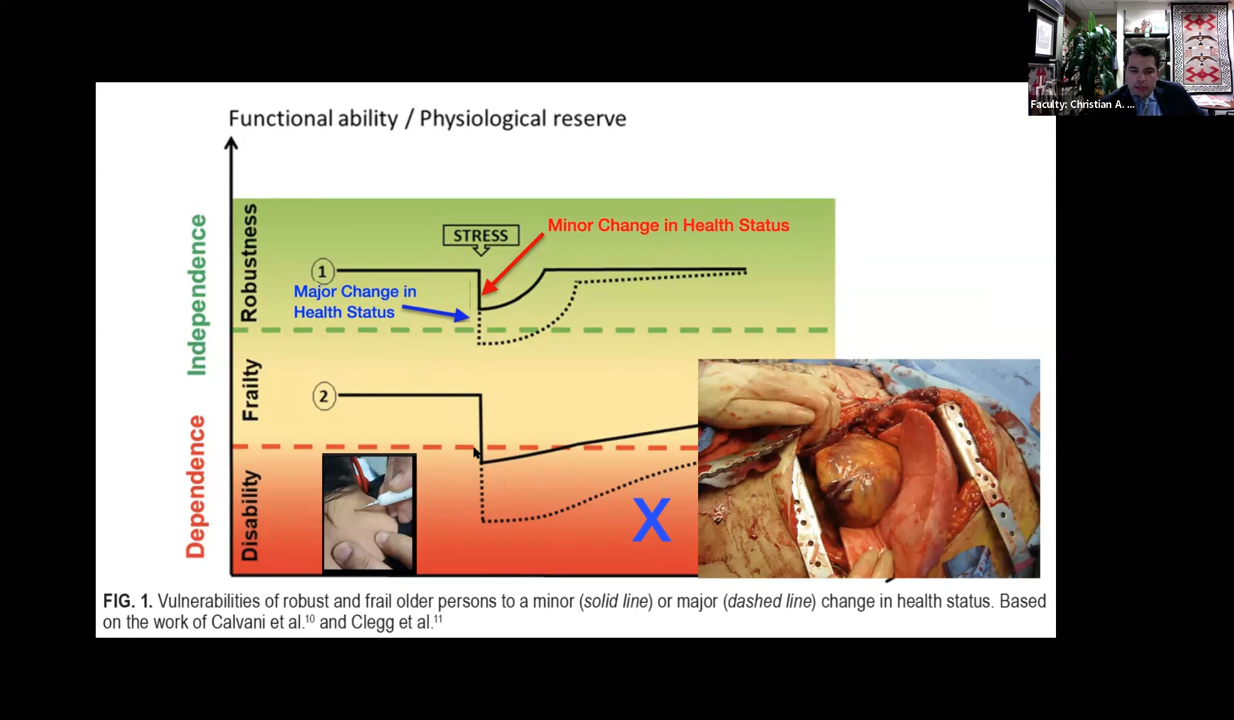 Faculty: Christian A. ...
Functional ability / Physiological reserve
Independence
Robustness
STRESS
Minor Change in Health Status
1
Major Change in
Health Status
Frailty
2
Dependence
Disability
X
FIG. 1. Vulnerabilities of robust and frail older persons to a minor (solid line) or major (dashed line) change in health status. Based
on the work of Calvani et al.10 and Clegg et al.11